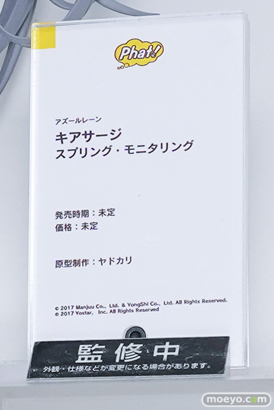 Phat!
アズールレーン
キアサージ
スプリング・モニタリング
発売時期：未定
価格：未定
原型制作：ヤドカリ
© 2017 Manjuu Co., Ltd. & YongShi Co., Ltd. All Rights Reserved.
© 2017 Yostar, Inc. All Rights Reserved.
監修中
外観・仕様などが変更になる場合があります。
moeyo.com